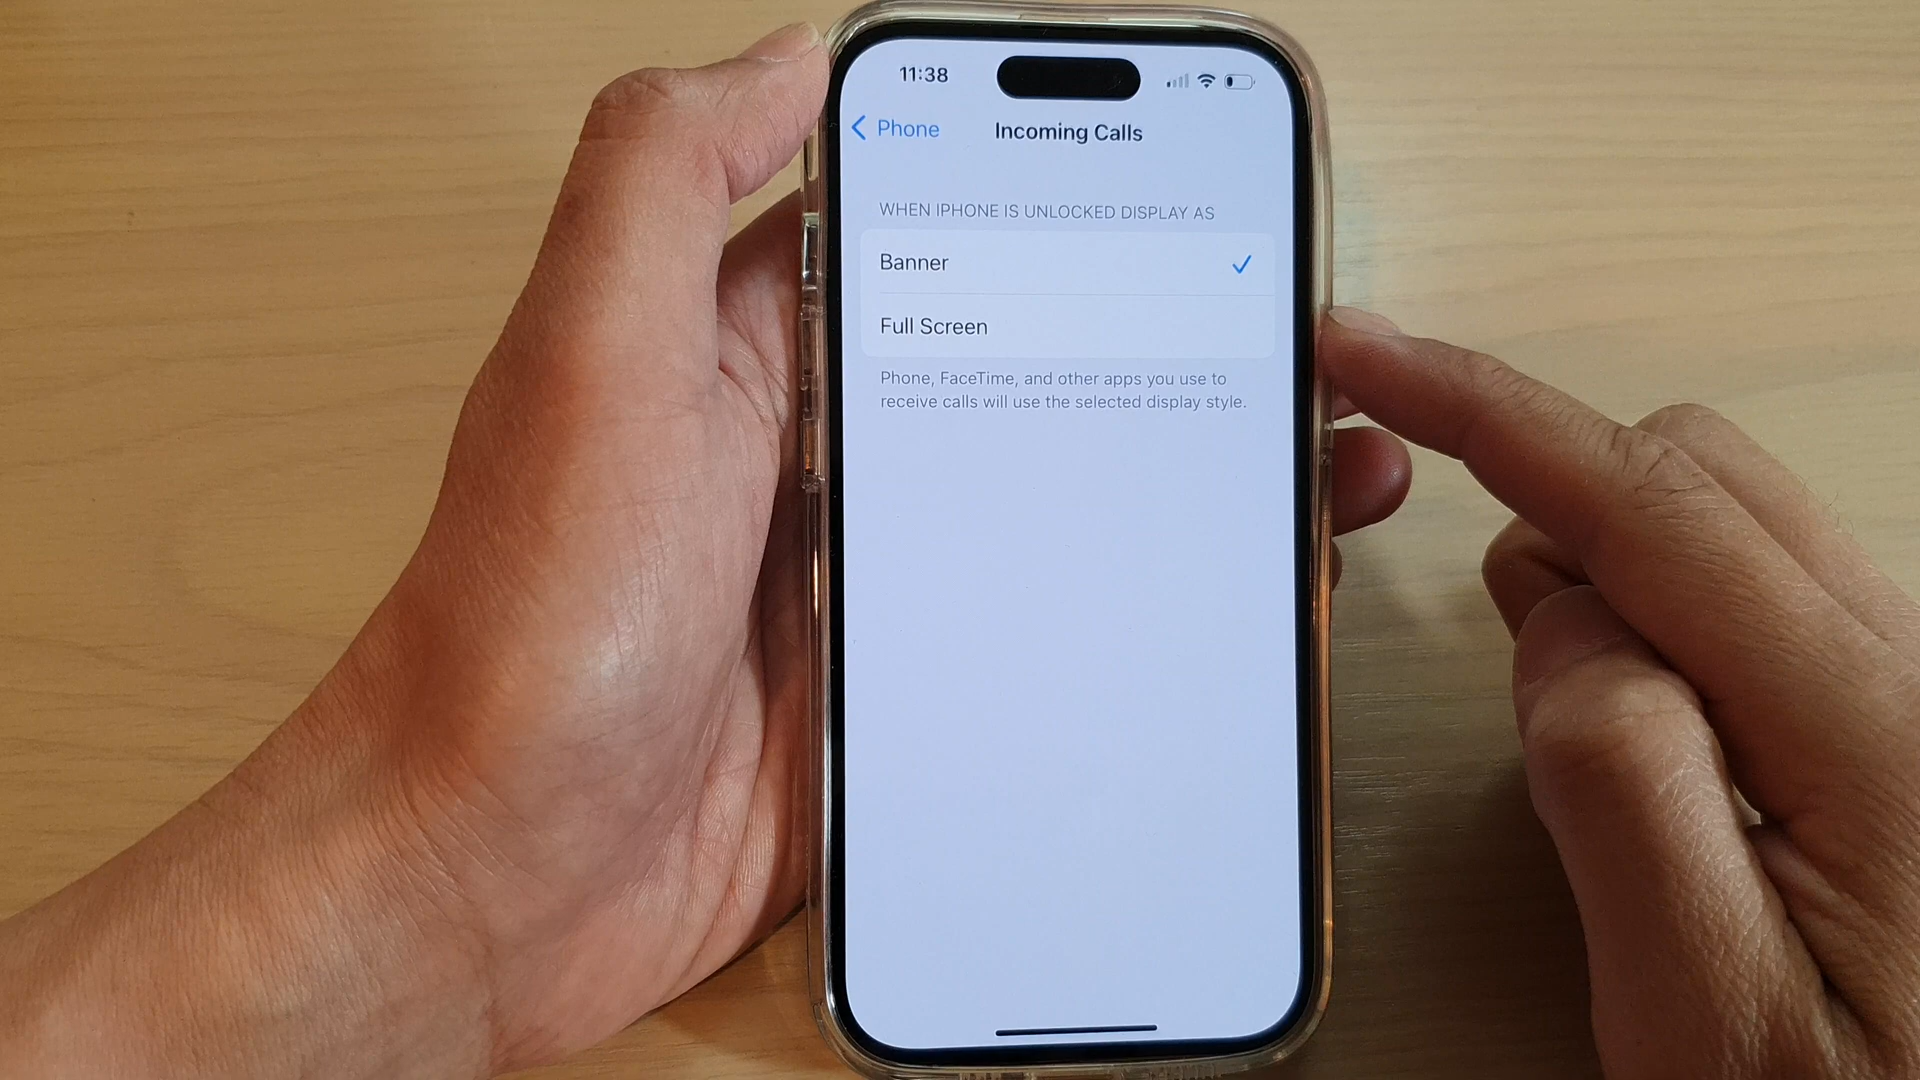 11:38
Phone
Incoming Calls
WHEN IPHONE IS UNLOCKED DISPLAY AS
Banner
Full Screen
Phone, FaceTime, and other apps you use to
receive calls will use the selected display style.